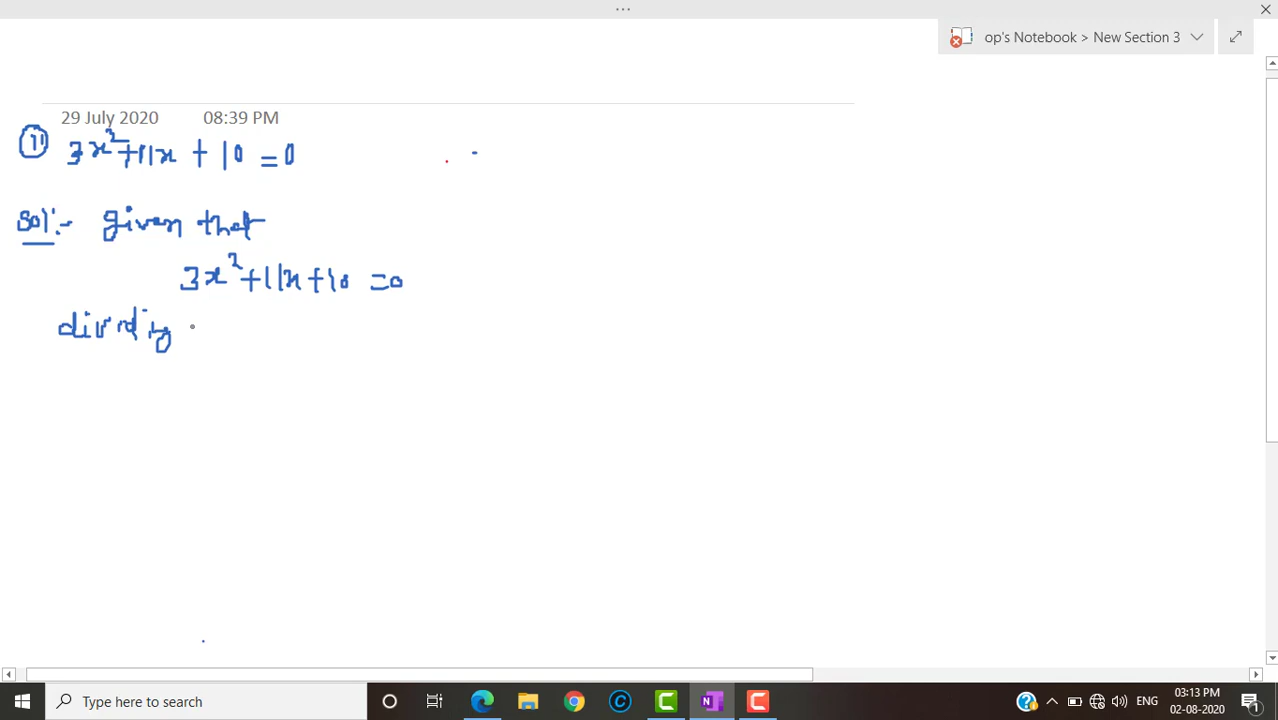 ...
op's Notebook > New Section 3
29 July 2020 08:39 PM
3x²+11x + 10 = 0
Sol:- given that
3x²+11x+10 = 0
dividing
Type here to search
ENG
03:13 PM
02-08-2020
1